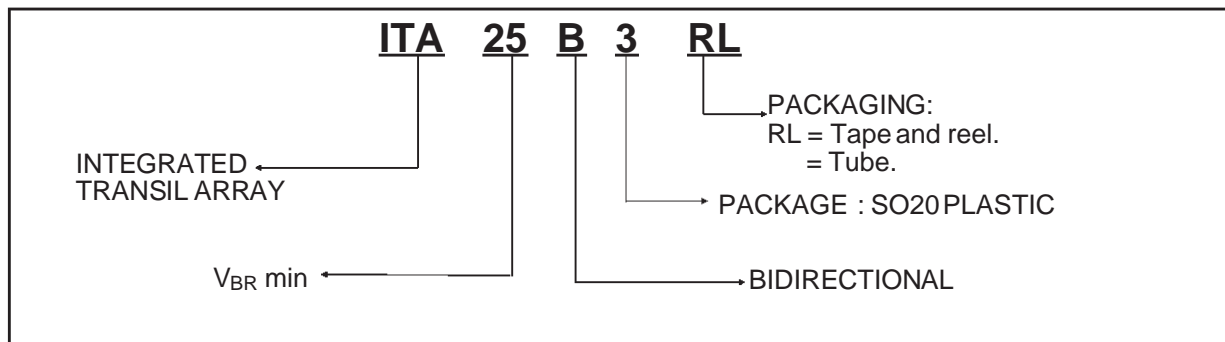 ITA 25 B 3 RL
PACKAGING:
RL = Tape and reel.
= Tube.
INTEGRATED
TRANSIL ARRAY
PACKAGE : SO20 PLASTIC
VBR min
BIDIRECTIONAL